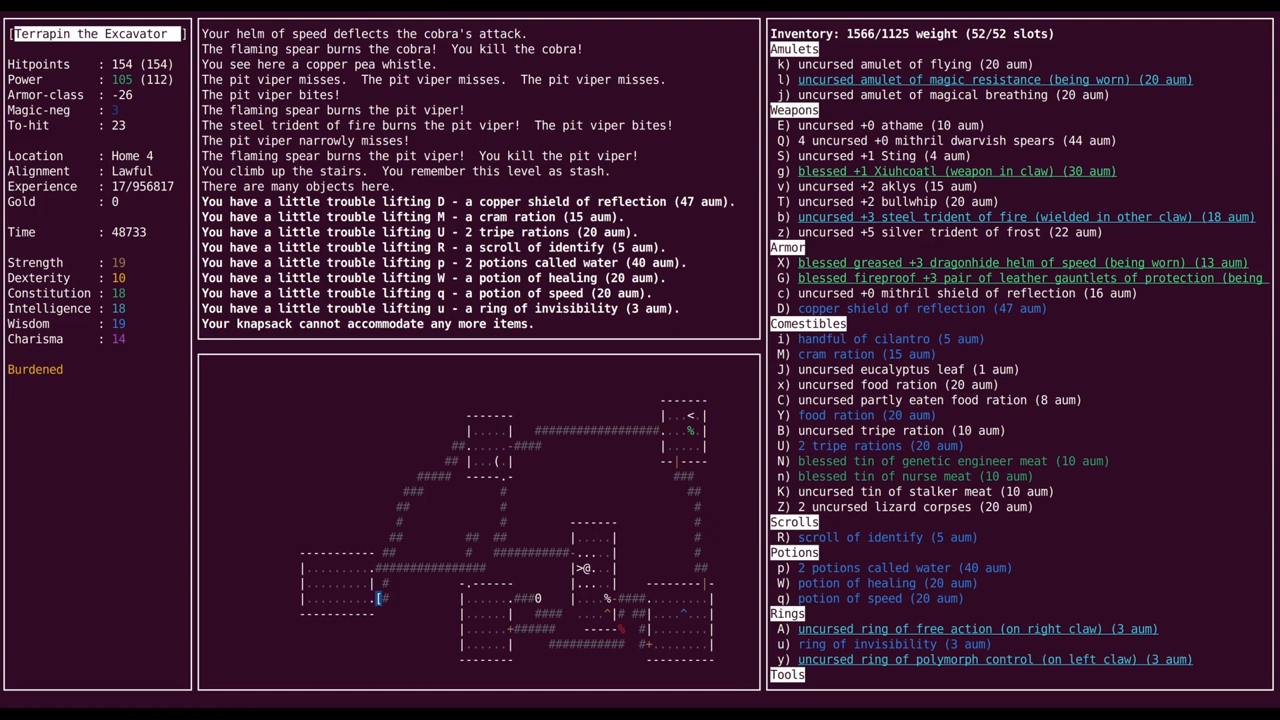 [Terrapin the Excavator ]
Hitpoints : 154 (154)
Power : 105 (112)
Armor-class : -26
Magic-neg : 3
To-hit : 23
Location : Home 4
Alignment : Lawful
Experience : 17/956817
Gold : 0
Time : 48733
Strength : 19
Dexterity : 10
Constitution : 18
Intelligence : 18
Wisdom : 19
Charisma : 14
Burdened
Your helm of speed deflects the cobra's attack.
The flaming spear burns the cobra!  You kill the cobra!
You see here a copper pea whistle.
The pit viper misses.  The pit viper misses.  The pit viper misses.
The pit viper bites!
The flaming spear burns the pit viper!
The steel trident of fire burns the pit viper!  The pit viper bites!
The pit viper narrowly misses!
The flaming spear burns the pit viper!  You kill the pit viper!
You climb up the stairs.  You remember this level as stash.
There are many objects here.
You have a little trouble lifting D - a copper shield of reflection (47 aum).
You have a little trouble lifting M - a cram ration (15 aum).
You have a little trouble lifting U - 2 tripe rations (20 aum).
You have a little trouble lifting R - a scroll of identify (5 aum).
You have a little trouble lifting p - 2 potions called water (40 aum).
You have a little trouble lifting W - a potion of healing (20 aum).
You have a little trouble lifting q - a potion of speed (20 aum).
You have a little trouble lifting u - a ring of invisibility (3 aum).
Your knapsack cannot accommodate any more items.
Inventory: 1566/1125 weight (52/52 slots)
Amulets
k) uncursed amulet of flying (20 aum)
l) uncursed amulet of magic resistance (being worn) (20 aum)
j) uncursed amulet of magical breathing (20 aum)
Weapons
E) uncursed +0 athame (10 aum)
Q) 4 uncursed +0 mithril dwarvish spears (44 aum)
S) uncursed +1 Sting (4 aum)
g) blessed +1 Xiuhcoatl (weapon in claw) (30 aum)
v) uncursed +2 aklys (15 aum)
T) uncursed +2 bullwhip (20 aum)
b) uncursed +3 steel trident of fire (wielded in other claw) (18 aum)
z) uncursed +5 silver trident of frost (22 aum)
Armor
X) blessed greased +3 dragonhide helm of speed (being worn) (13 aum)
G) blessed fireproof +3 pair of leather gauntlets of protection (being
c) uncursed +0 mithril shield of reflection (16 aum)
D) copper shield of reflection (47 aum)
Comestibles
i) handful of cilantro (5 aum)
M) cram ration (15 aum)
J) uncursed eucalyptus leaf (1 aum)
x) uncursed food ration (20 aum)
C) uncursed partly eaten food ration (8 aum)
Y) food ration (20 aum)
B) uncursed tripe ration (10 aum)
U) 2 tripe rations (20 aum)
N) blessed tin of genetic engineer meat (10 aum)
n) blessed tin of nurse meat (10 aum)
K) uncursed tin of stalker meat (10 aum)
Z) 2 uncursed lizard corpses (20 aum)
Scrolls
R) scroll of identify (5 aum)
Potions
p) 2 potions called water (40 aum)
W) potion of healing (20 aum)
q) potion of speed (20 aum)
Rings
A) uncursed ring of free action (on right claw) (3 aum)
u) ring of invisibility (3 aum)
y) uncursed ring of polymorph control (on left claw) (3 aum)
Tools